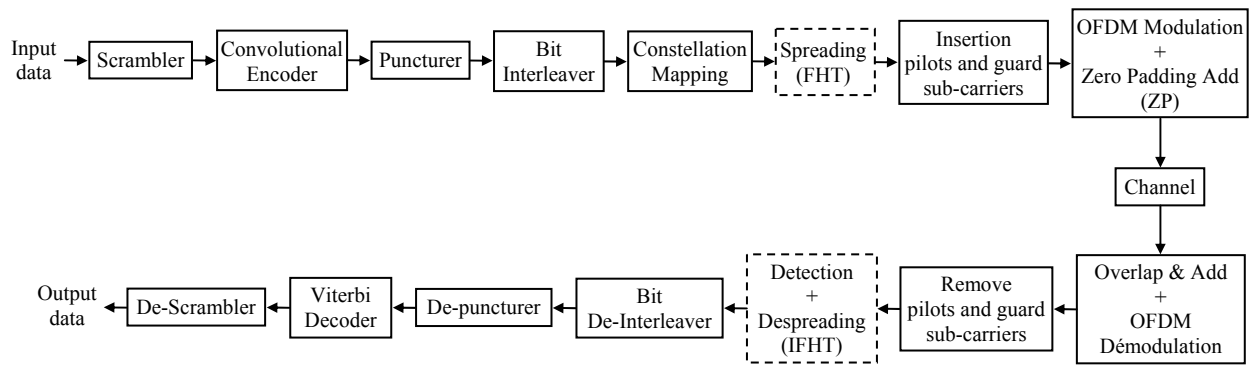 Input
data
Scrambler
Convolutional
Encoder
Puncturer
Bit
Interleaver
Constellation
Mapping
Spreading
(FHT)
Insertion
pilots and guard
sub-carriers
OFDM Modulation
+
Zero Padding Add
(ZP)
Channel
Overlap & Add
+
OFDM
Démodulation
Remove
pilots and guard
sub-carriers
Detection
+
Despreading
(IFHT)
Bit
De-Interleaver
De-puncturer
Viterbi
Decoder
De-Scrambler
Output
data